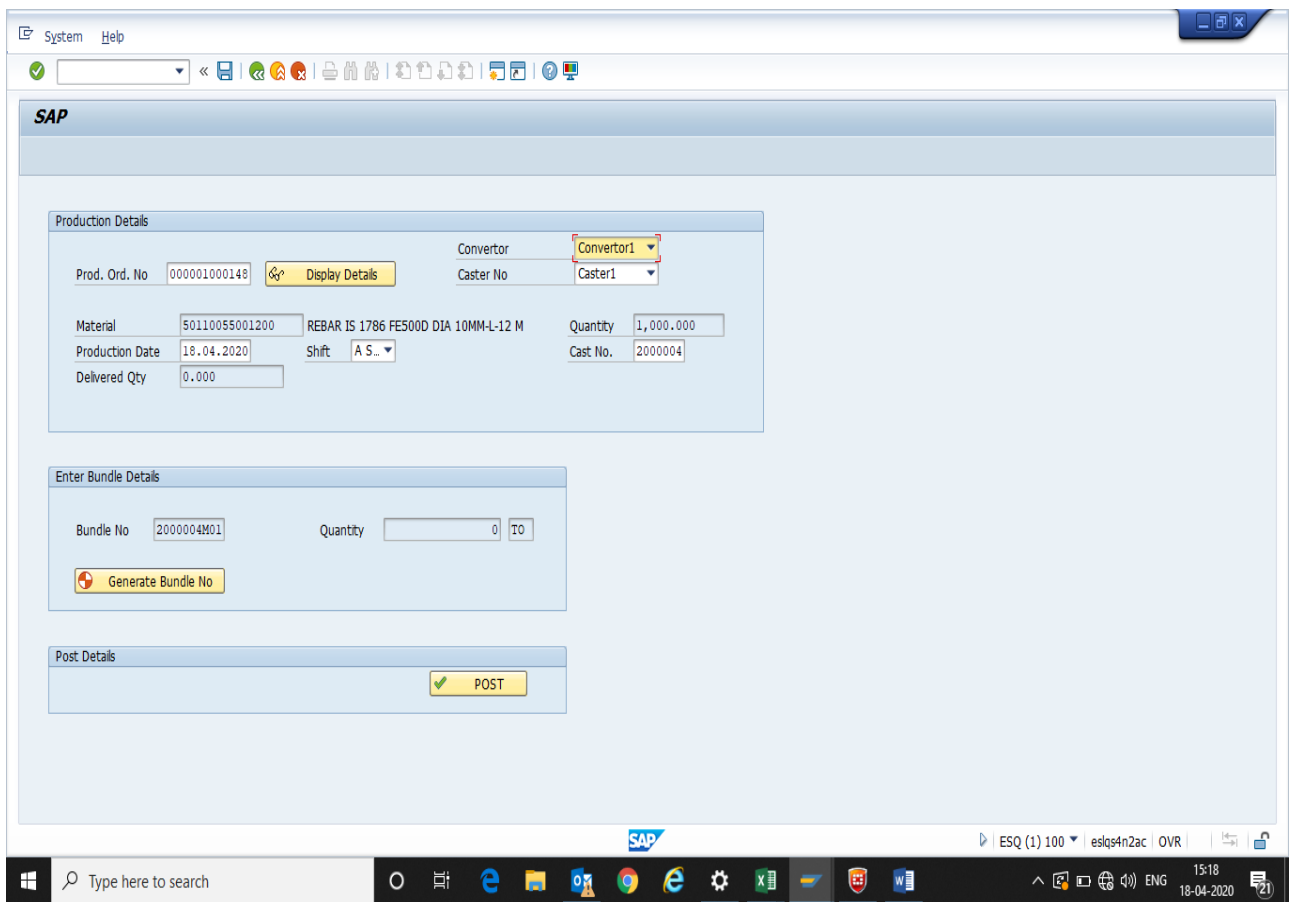 System Help
SAP
Production Details
Convertor Convertor1
Prod. Ord. No 000001000148 Display Details Caster No Caster1
Material 50110055001200 REBAR IS 1786 FE500D DIA 10MM-L-12 M Quantity 1,000.000
Production Date 18.04.2020 Shift A S... Cast No. 2000004
Delivered Qty 0.000
Enter Bundle Details
Bundle No 2000004M01 Quantity 0 TO
Generate Bundle No
Post Details
POST
SAP ESQ (1) 100 eslqs4n2ac OVR
Type here to search ENG 15:18
18-04-2020 21